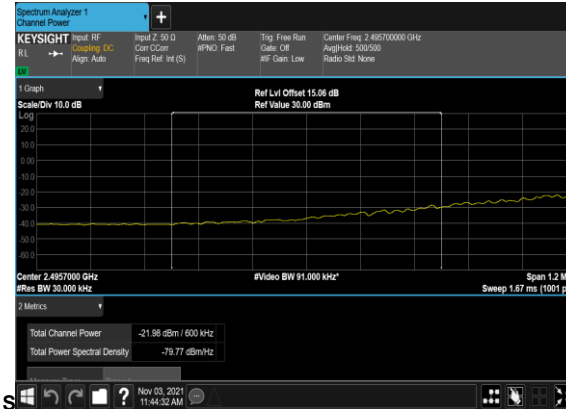 Spectrum Analyzer 1
Channel Power
KEYSIGHT Input: RF Input Z: 50 Ω Atten: 50 dB Trig: Free Run Center Freq: 2.495700000 GHz
RL Coupling: DC Corr CCorr #PNO: Fast Gate: Off Avg|Hold: 500/500
Align: Auto Freq Ref: Int (S) #IF Gain: Low Radio Std: None
1 Graph
Ref Lvl Offset 15.06 dB
Scale/Div 10.0 dB Ref Value 30.00 dBm
Log
20.0
10.0
0.00
-10.0
-20.0
-30.0
-40.0
-50.0
-60.0
Center 2.4957000 GHz #Video BW 91.000 kHz* Span 1.2 M
#Res BW 30.000 kHz Sweep 1.67 ms (1001 p
2 Metrics
Total Channel Power -21.98 dBm / 600 kHz
Total Power Spectral Density -79.77 dBm/Hz
S
? Nov 03, 2021
11:44:32 AM